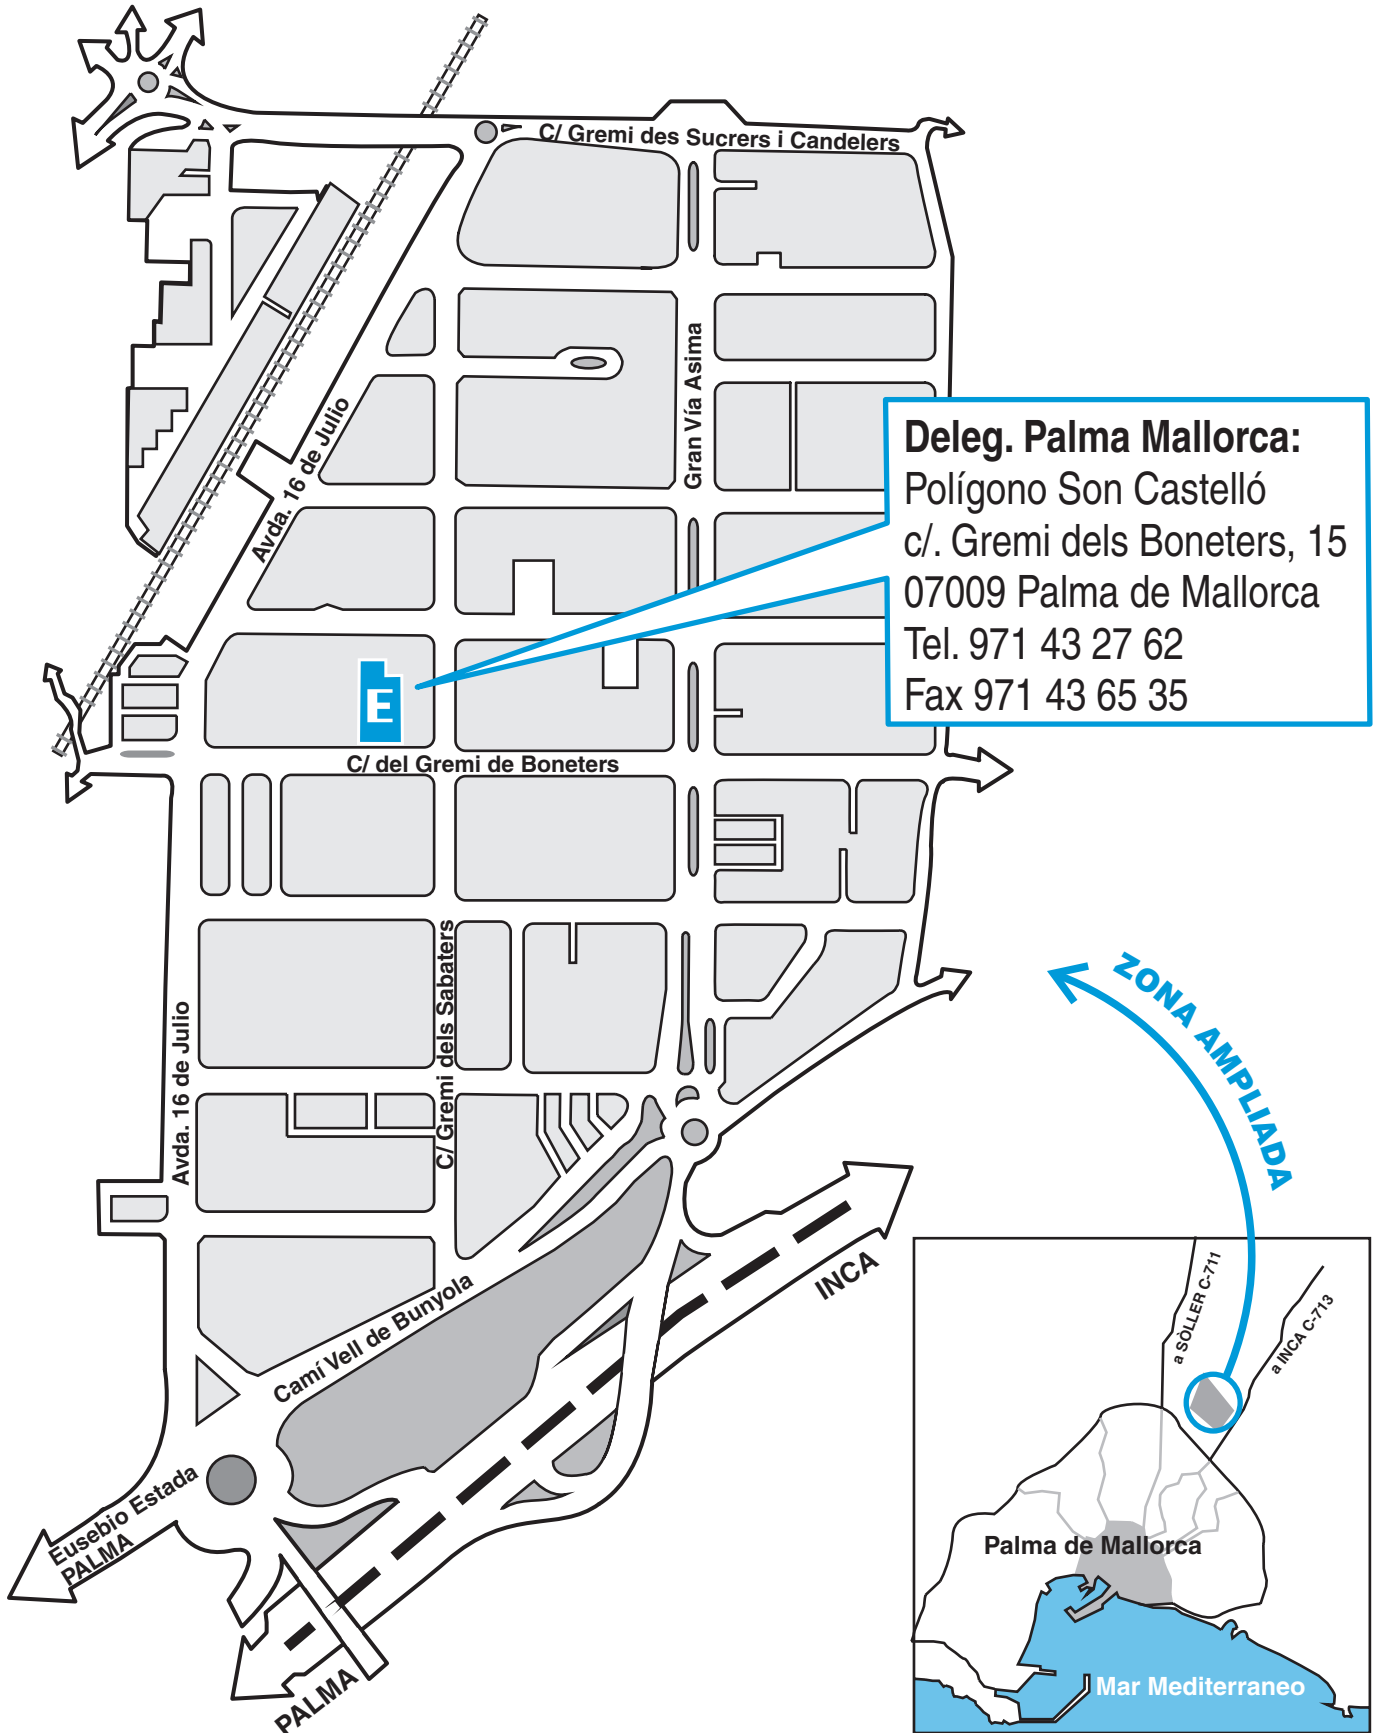 C/ Gremi des Sucrers i Candelers
Gran Vía Asima
Avda. 16 de Julio
Deleg. Palma Mallorca:
Polígono Son Castelló
c/. Gremi dels Boneters, 15
07009 Palma de Mallorca
Tel. 971 43 27 62
Fax 971 43 65 35
E
C/ del Gremi de Boneters
C/ Gremi dels Sabaters
Avda. 16 de Julio
ZONA AMPLIADA
INCA
Camí Vell de Bunyola
Eusebio Estada
PALMA
PALMA
a SÒLLER C-711
a INCA C-713
Palma de Mallorca
Mar Mediterraneo